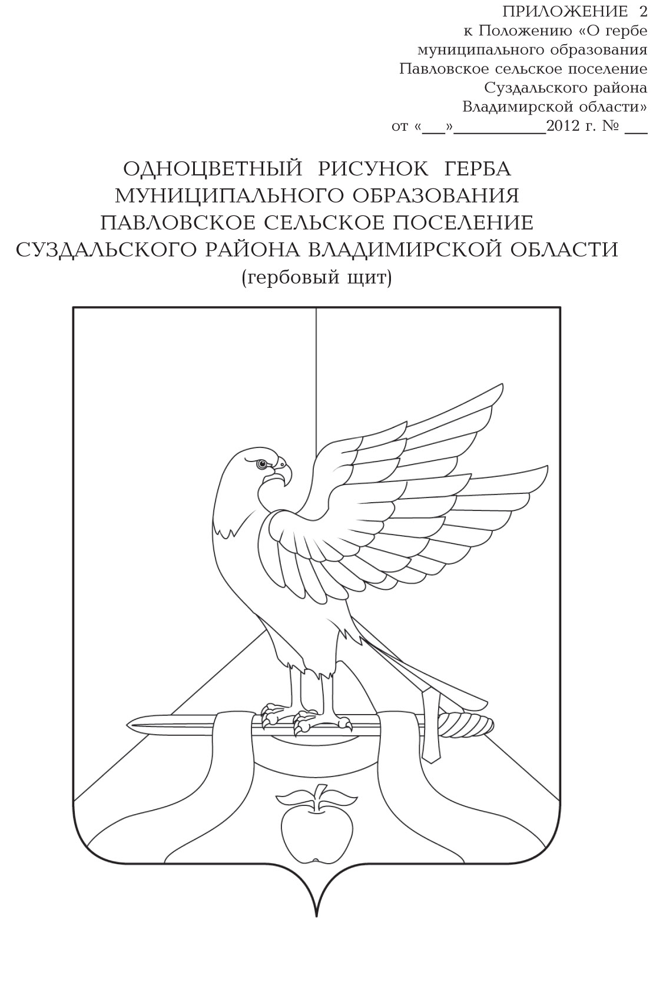 ПРИЛОЖЕНИЕ 2
к Положению «О гербе
муниципального образования
Павловское сельское поселение
Суздальского района
Владимирской области»
от «___»____________2012 г. № ___
ОДНОЦВЕТНЫЙ РИСУНОК ГЕРБА
МУНИЦИПАЛЬНОГО ОБРАЗОВАНИЯ
ПАВЛОВСКОЕ СЕЛЬСКОЕ ПОСЕЛЕНИЕ
СУЗДАЛЬСКОГО РАЙОНА ВЛАДИМИРСКОЙ ОБЛАСТИ
(гербовый щит)